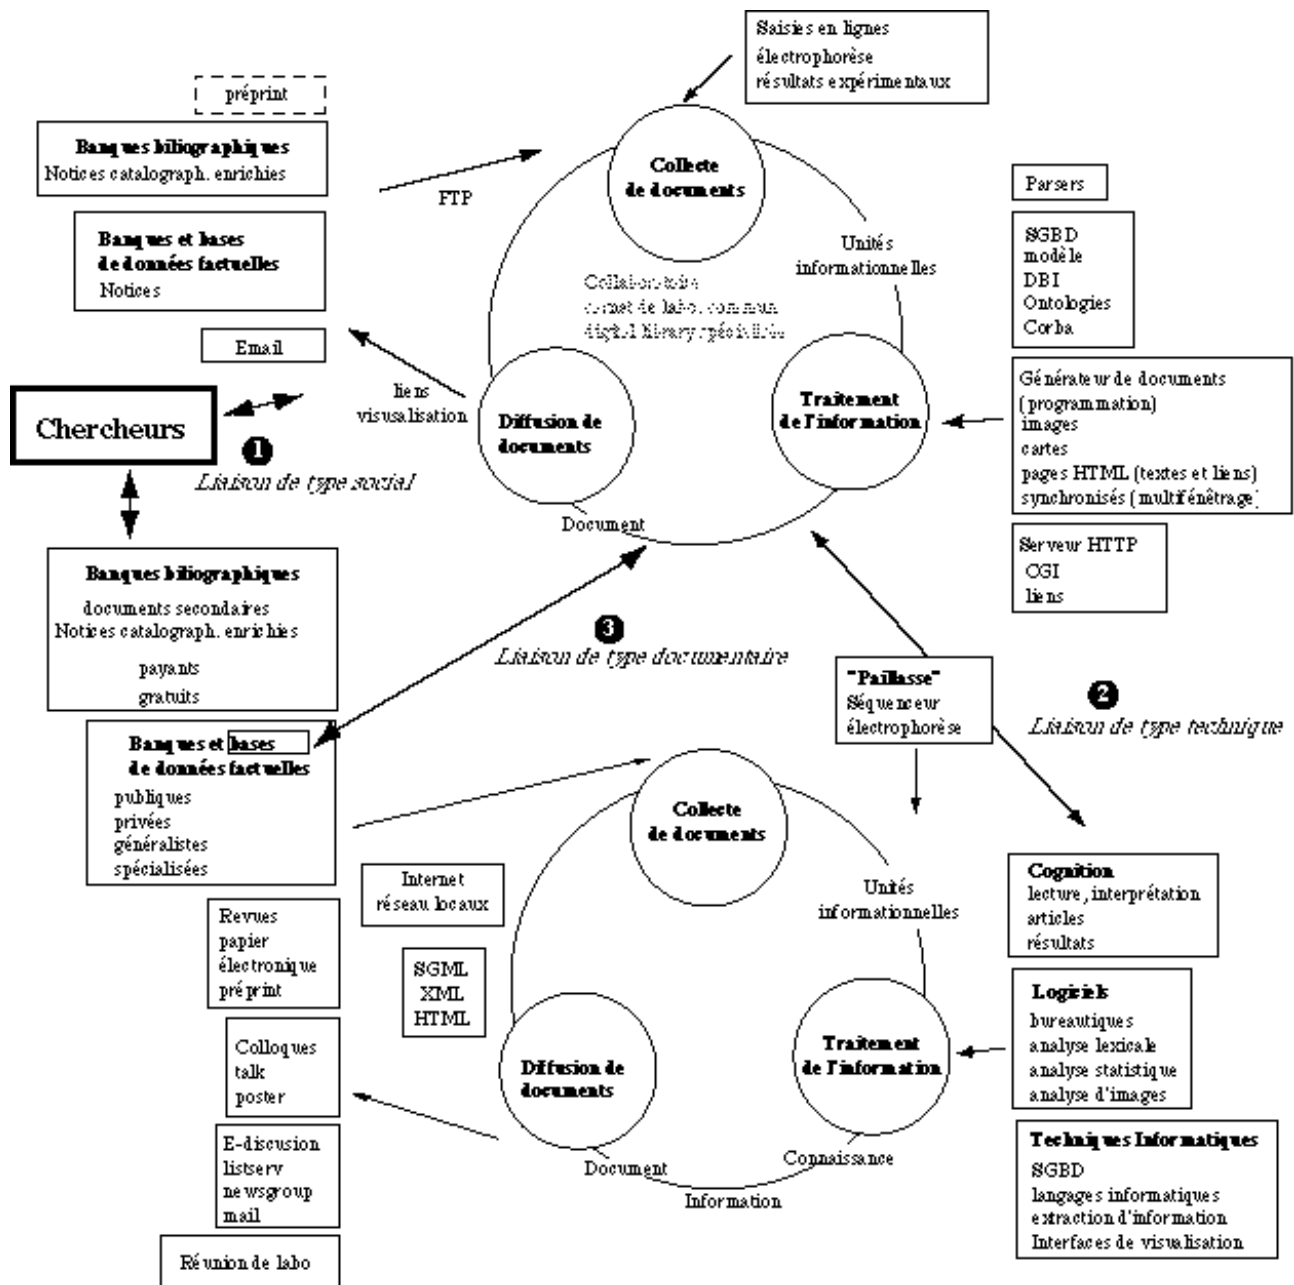 Saisies en lignes
électrophorèse
résultats expérimentaux
préprint
Banques biliographiques
Notices catalograph. enrichies
FTP
Banques et bases
de données factuelles
Notices
Email
Collecte
de documents
Unités
informationnelles
Collaboratoire
carnet de labo. commun
digital library spécialisée
Parsers
SGBD
modèle
DBI
Ontologies
Corba
liens
visualisation
Diffusion de
documents
Traitement
de l'information
Générateur de documents
(programmation)
images
cartes
pages HTML (textes et liens)
synchronisés (multifénêtrage)
Chercheurs
1
Liaison de type social
Document
Serveur HTTP
CGI
liens
Banques biliographiques
documents secondaires
Notices catalograph. enrichies
payants
gratuits
3
Liaison de type documentaire
"Paillasse"
Séquenceur
électrophorèse
2
Liaison de type technique
Banques et bases
de données factuelles
publiques
privées
généralistes
spécialisées
Collecte
de documents
Internet
réseau locaux
Unités
informationnelles
Cognition
lecture, interprétation
articles
résultats
Revues
papier
électronique
préprint
SGML
XML
HTML
Logiciels
bureautiques
analyse lexicale
analyse statistique
analyse d'images
Colloques
talk
poster
Diffusion de
documents
Traitement
de l'information
E-discusion
listserv
newsgroup
mail
Document
Information
Connaissance
Techniques Informatiques
SGBD
langages informatiques
extraction d'information
Interfaces de visualisation
Réunion de labo